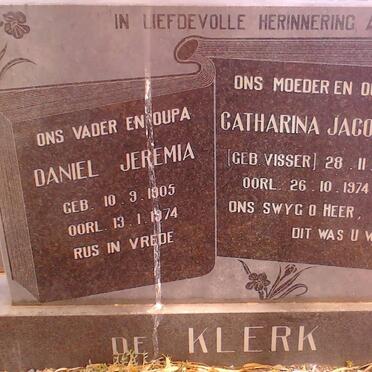 IN LIEFDEVOLLE HERINNERING A
ONS VADER EN OUPA
DANIEL JEREMIA
GEB. 10.9.1905
OORL. 13.1.1974
RUS IN VREDE
ONS MOEDER EN O
CATHARINA JACO
[GEB VISSER] 28.11.
OORL. 26.10.1974
ONS SWYG O HEER,
DIT WAS U W
DE KLERK